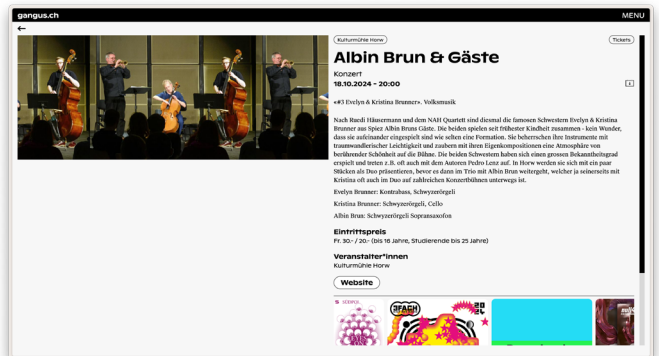 gangus.ch
MENU
←
Kulturmühle Horw
Tickets
Albin Brun & Gäste
Konzert
18.10.2024 - 20:00
«#3 Evelyn & Kristina Brunner». Volksmusik
Nach Ruedi Häusermann und dem NAH Quartett sind diesmal die famosen Schwestern Evelyn & Kristina
Brunner aus Spiez Albin Bruns Gäste. Die beiden spielen seit frühester Kindheit zusammen - kein Wunder,
dass sie aufeinander eingespielt sind wie selten eine Formation. Sie beherrschen ihre Instrumente mit
traumwandlerischer Leichtigkeit und zaubern mit ihren Eigenkompositionen eine Atmosphäre von
berührender Schönheit auf die Bühne. Die beiden Schwestern haben sich einen grossen Bekanntheitsgrad
erspielt und treten z.B. oft auch mit dem Autoren Pedro Lenz auf. In Horw werden sie sich mit ein paar
Stücken als Duo präsentieren, bevor es dann im Trio mit Albin Brun weitergeht, welcher ja seinerseits mit
Kristina oft auch im Duo auf zahlreichen Konzertbühnen unterwegs ist.
Evelyn Brunner: Kontrabass, Schwyzerörgeli
Kristina Brunner: Schwyzerörgeli, Cello
Albin Brun: Schwyzerörgeli Sopransaxofon
Eintrittspreis
Fr. 30.- / 20.- (bis 16 Jahre, Studierende bis 25 Jahre)
Veranstalter*innen
Kulturmühle Horw
Website
SÜDPOL
3FACH